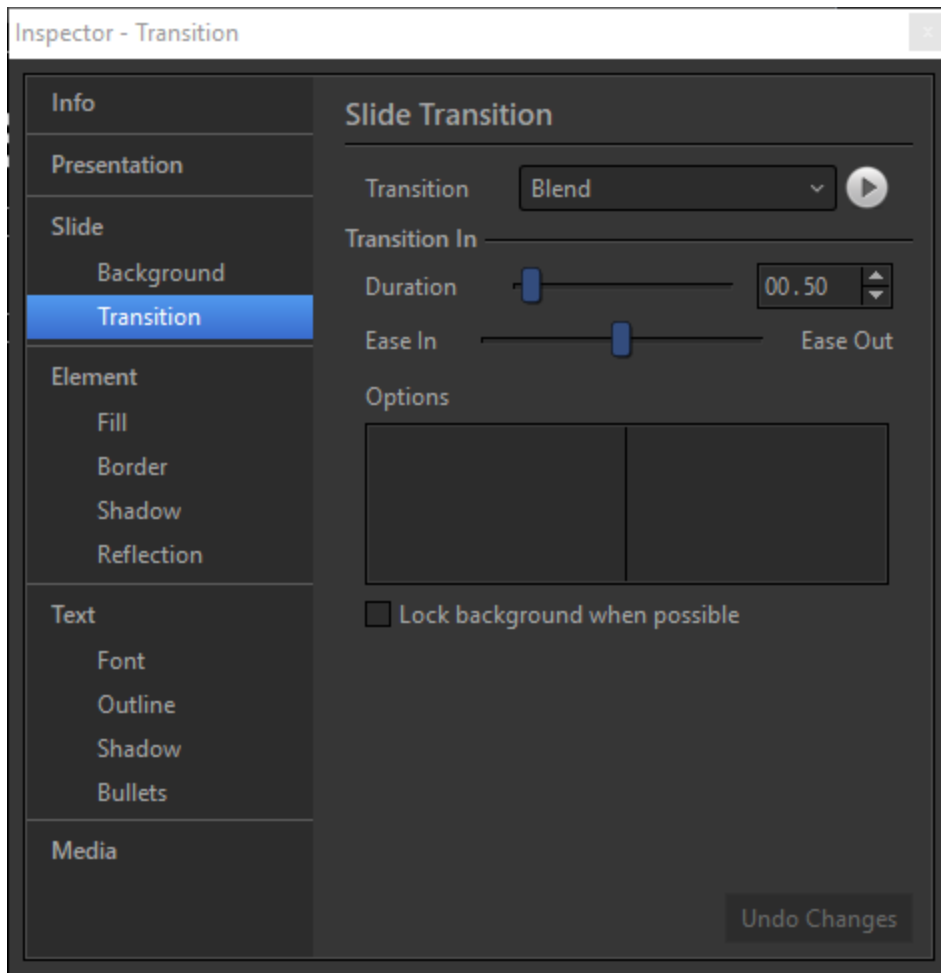 Inspector - Transition
x
Info
Presentation
Slide
Background
Transition
Element
Fill
Border
Shadow
Reflection
Text
Font
Outline
Shadow
Bullets
Media
Slide Transition
Transition Blend
Transition In
Duration 00.50
Ease In Ease Out
Options
Lock background when possible
Undo Changes